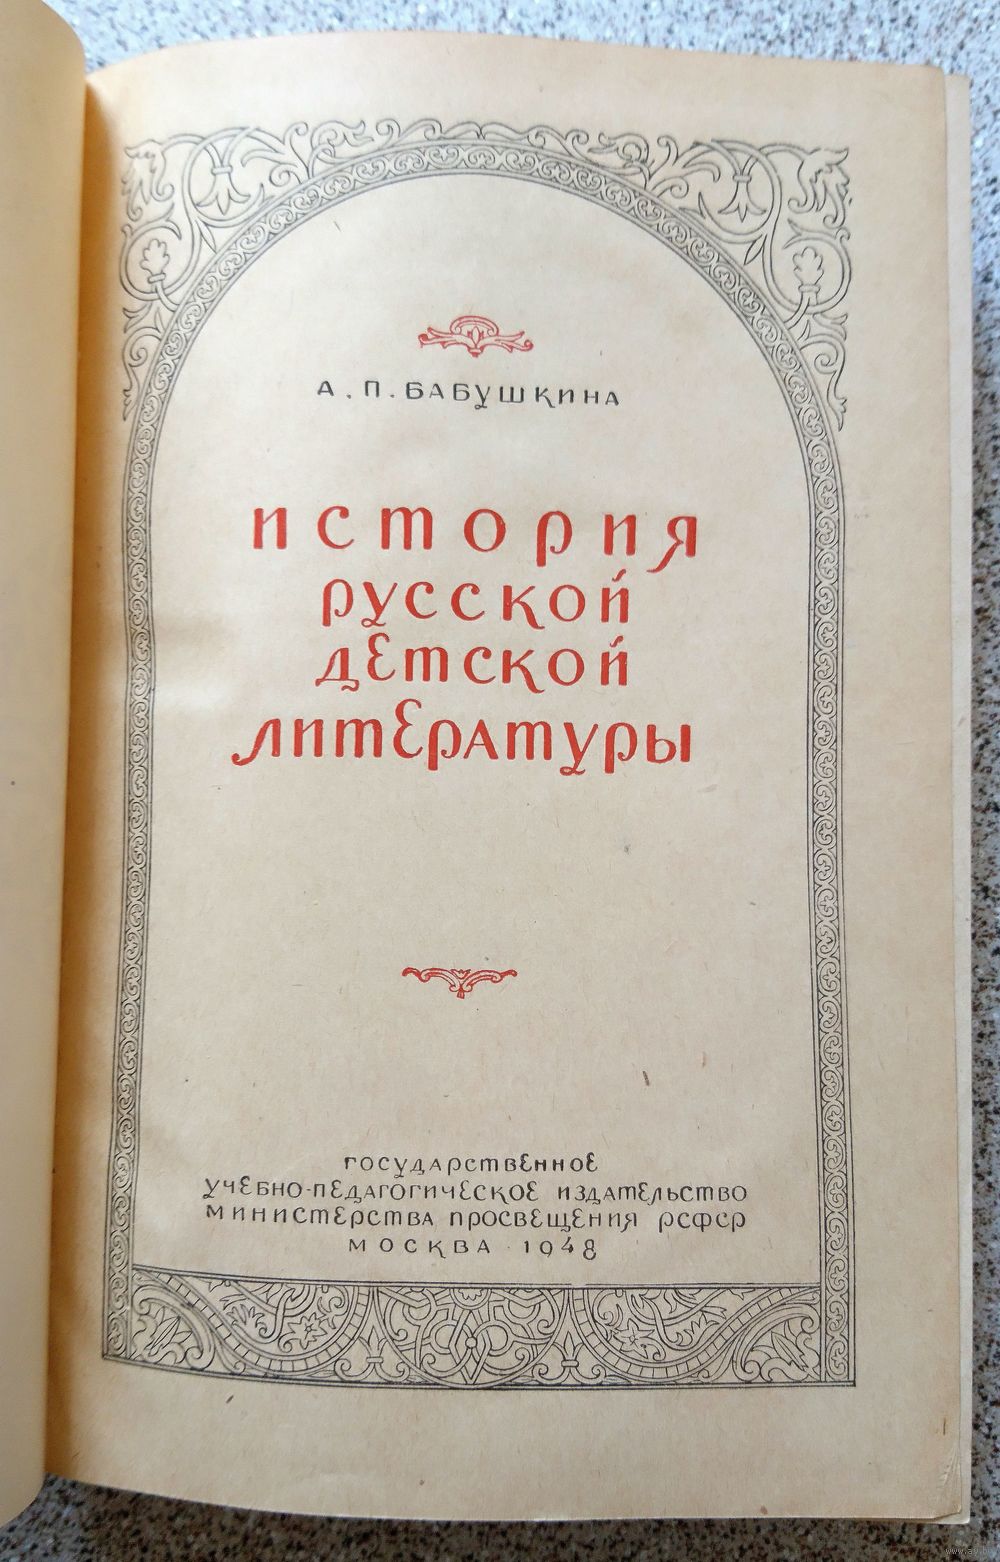 А. П. БАБУШКИНА
ИСТОРИЯ
РУССКОЙ
ДЕТСКОЙ
ЛИТЕРАТУРЫ
ГОСУДАРСТВЕННОЕ
УЧЕБНО-ПЕДАГОГИЧЕСКОЕ ИЗДАТЕЛЬСТВО
МИНИСТЕРСТВА ПРОСВЕЩЕНИЯ РСФСР
МОСКВА · 1948